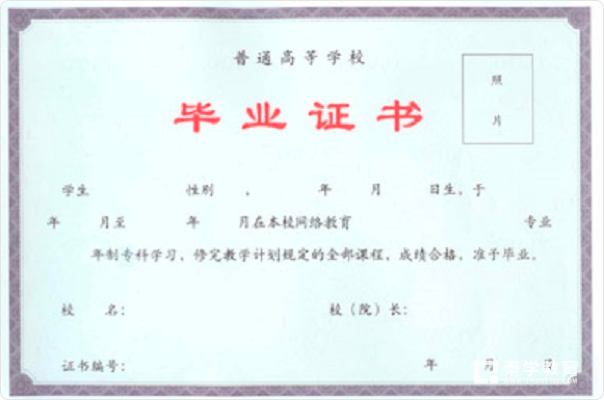 普通高等学校
照
毕业证书
片
学生 性别 , 年 月 日生,于
年 月至 年 月在本校网络教育 专业
年制专科学习,修完教学计划规定的全部课程,成绩合格,准予毕业。
校 名: 校(院)长:
证书编号: 年 月 日